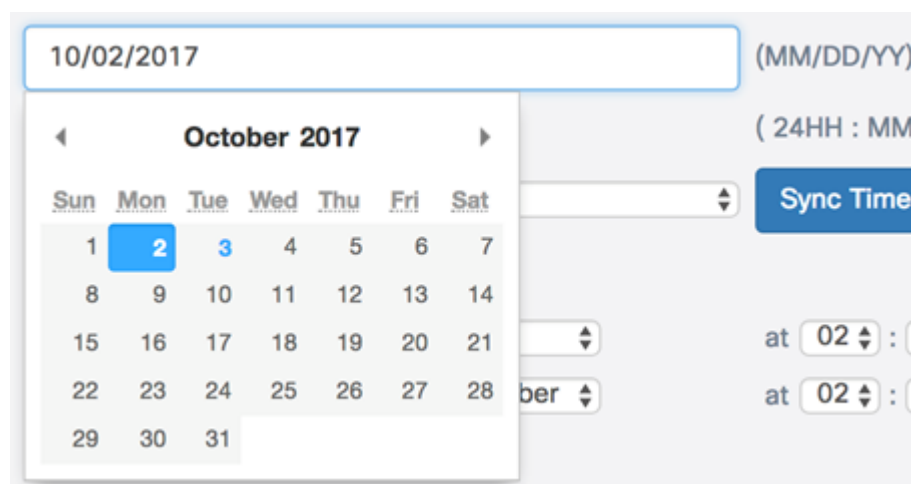 10/02/2017 (MM/DD/YY)
October 2017 ( 24HH : MM
Sun Mon Tue Wed Thu Fri Sat Sync Time
1 2 3 4 5 6 7
8 9 10 11 12 13 14
15 16 17 18 19 20 21 at 02 :
22 23 24 25 26 27 28 ber at 02 :
29 30 31